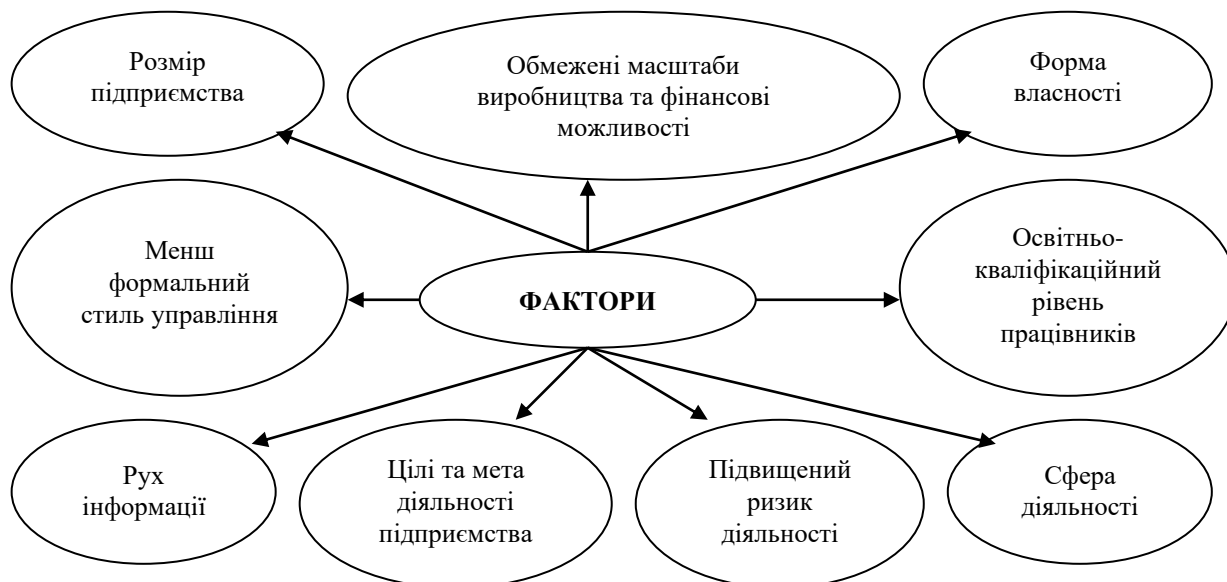 Розмір
підприємства
Обмежені масштаби
виробництва та фінансові
можливості
Форма
власності
Менш
формальний
стиль управління
ФАКТОРИ
Освітньо-
кваліфікаційний
рівень
працівників
Рух
інформації
Цілі та мета
діяльності
підприємства
Підвищений
ризик
діяльності
Сфера
діяльності